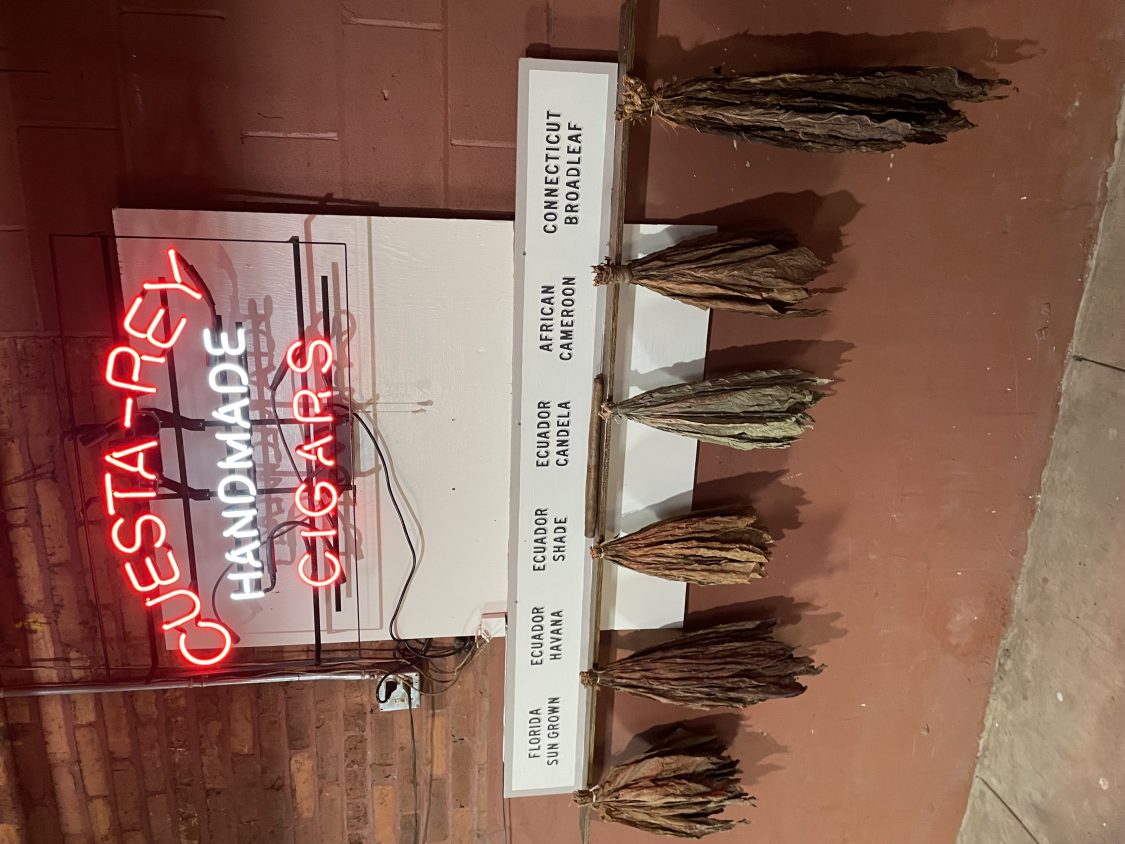 CUESTA-REY
HANDMADE
CIGARS
FLORIDA
SUN GROWN
ECUADOR
HAVANA
ECUADOR
SHADE
ECUADOR
CANDELA
AFRICAN
CAMEROON
CONNECTICUT
BROADLEAF